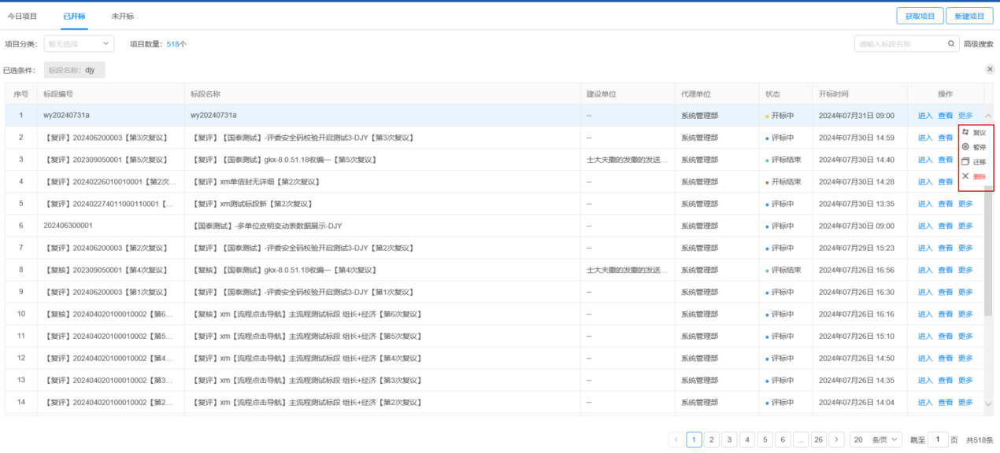 今日项目 已开标 未开标 获取项目 新建项目
项目分类: 暂无选择 项目数量: 518个 请输入标段名称 高级搜索
已选条件: 标段名称: djy
序号 标段编号 标段名称 建设单位 代理单位 状态 开标时间 操作
1 wy20240731a wy20240731a -- 系统管理部 开标中 2024年07月31日 09:00 进入 查看 更多
2 【复评】202406200003【第3次复议】 【复评】【国泰测试】-评委安全码校验开启测试3-DJY【第3次复议】 -- 系统管理部 评标中 2024年07月30日 14:59 进入 查看
3 【复评】202309050001【第5次复议】 【复评】【国泰测试】gkx-8.0.51.18收编一【第5次复议】 士大夫撒的发撒的发送... 系统管理部 评标结束 2024年07月30日 14:40 进入 查看
4 【复评】20240226010010001【第2次... 【复评】xm单信封无详细【第2次复议】 -- 系统管理部 开标结束 2024年07月30日 14:28 进入 查看
复议
暂停
迁移
删除
5 【复评】202402274011000110001【... 【复评】xm测试标段新【第2次复议】 -- 系统管理部 评标中 2024年07月30日 13:35 进入 查看 更多
6 202406300001 【国泰测试】-多单位皮明变动表数据展示-DJY -- 系统管理部 评标中 2024年07月30日 09:00 进入 查看 更多
7 【复评】202406200003【第2次复议】 【复评】【国泰测试】-评委安全码校验开启测试3-DJY【第2次复议】 -- 系统管理部 评标中 2024年07月29日 15:23 进入 查看 更多
8 【复核】202309050001【第4次复议】 【复核】【国泰测试】gkx-8.0.51.18收编一【第4次复议】 士大夫撒的发撒的发送... 系统管理部 评标结束 2024年07月26日 16:56 进入 查看 更多
9 【复评】202406200003【第1次复议】 【复评】【国泰测试】-评委安全码校验开启测试3-DJY【第1次复议】 -- 系统管理部 评标中 2024年07月26日 16:30 进入 查看 更多
10 【复核】202404020100010002【第6... 【复核】xm【流程点击导航】主流程测试标段 组长+经济【第6次复议】 -- 系统管理部 评标中 2024年07月26日 16:16 进入 查看 更多
11 【复评】202404020100010002【第5... 【复评】xm【流程点击导航】主流程测试标段 组长+经济【第5次复议】 -- 系统管理部 评标中 2024年07月26日 15:10 进入 查看 更多
12 【复评】202404020100010002【第4... 【复评】xm【流程点击导航】主流程测试标段 组长+经济【第4次复议】 -- 系统管理部 评标中 2024年07月26日 14:50 进入 查看 更多
13 【复评】202404020100010002【第3... 【复评】xm【流程点击导航】主流程测试标段 组长+经济【第3次复议】 -- 系统管理部 评标中 2024年07月26日 14:35 进入 查看 更多
14 【复评】202404020100010002【第2... 【复评】xm【流程点击导航】主流程测试标段 组长+经济【第2次复议】 -- 系统管理部 评标中 2024年07月26日 14:04 进入 查看 更多
1 2 3 4 5 6 ... 26 20 条/页 跳至 1 页 共518条